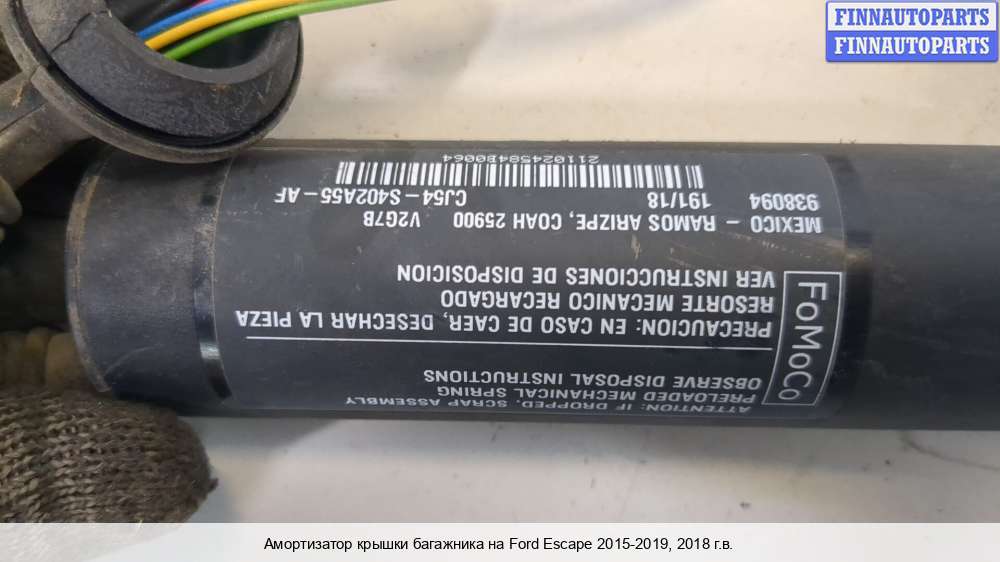 FINNAUTOPARTS
FINNAUTOPARTS
FoMoCo
ATTENTION: IF DROPPED, SCRAP ASSEMBLY
PRELOADED MECHANICAL SPRING
OBSERVE DISPOSAL INSTRUCTIONS
PRECAUCION: EN CASO DE CAER, DESECHAR LA PIEZA
RESORTE MECANICO RECARGADO
VER INSTRUCCIONES DE DISPOSICION
MEXICO - RAMOS ARIZPE, COAH 25900 V2G7B
938094 191/18 CJ54-S402A55-AF
2110245844B0064
Амортизатор крышки багажника на Ford Escape 2015-2019, 2018 г.в.